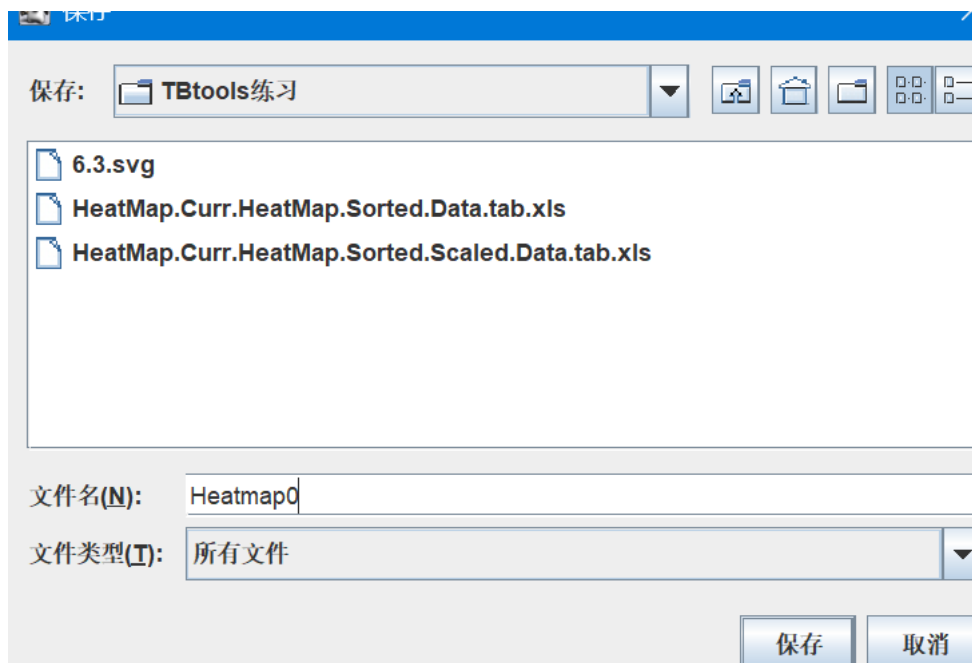 保存
保存: TBtools练习
6.3.svg
HeatMap.Curr.HeatMap.Sorted.Data.tab.xls
HeatMap.Curr.HeatMap.Sorted.Scaled.Data.tab.xls
文件名(N): Heatmap0
文件类型(T): 所有文件
保存 取消